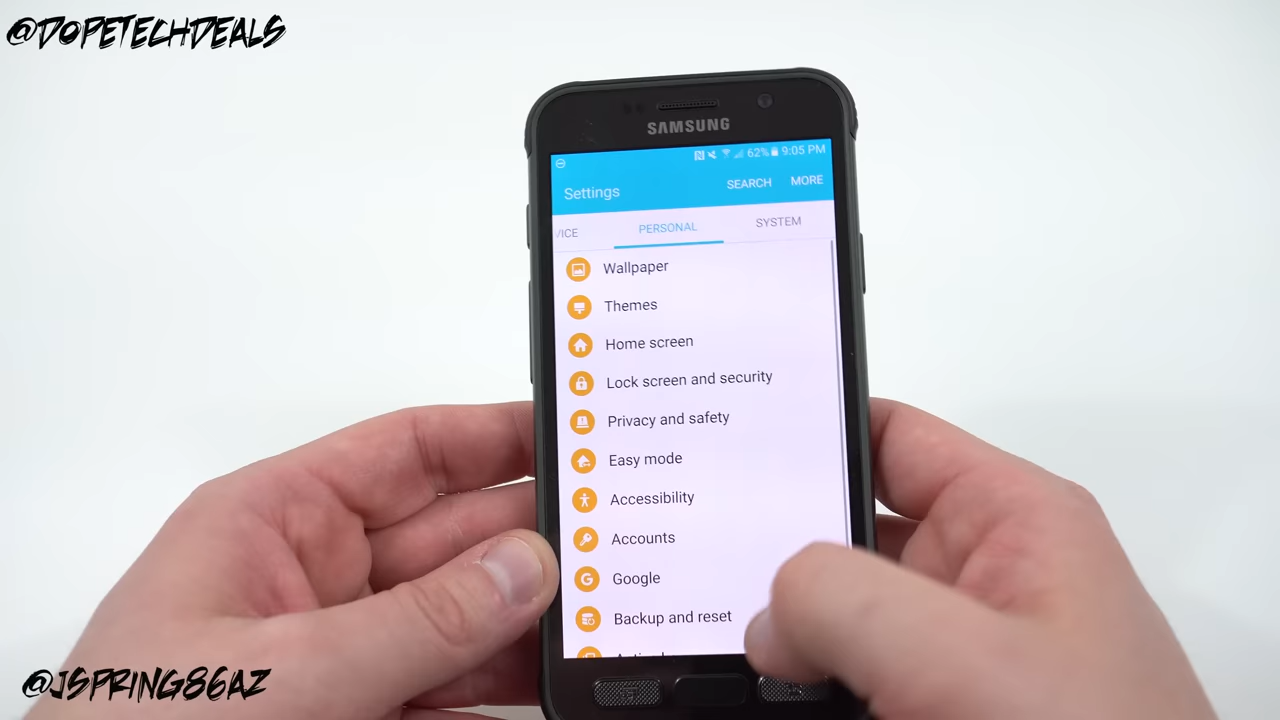 @DOPETECHDEALS
SAMSUNG
62% 9:05 PM
Settings
SEARCH
MORE
/ICE
PERSONAL
SYSTEM
Wallpaper
Themes
Home screen
Lock screen and security
Privacy and safety
Easy mode
Accessibility
Accounts
Google
Backup and reset
@JSPRING86AZ